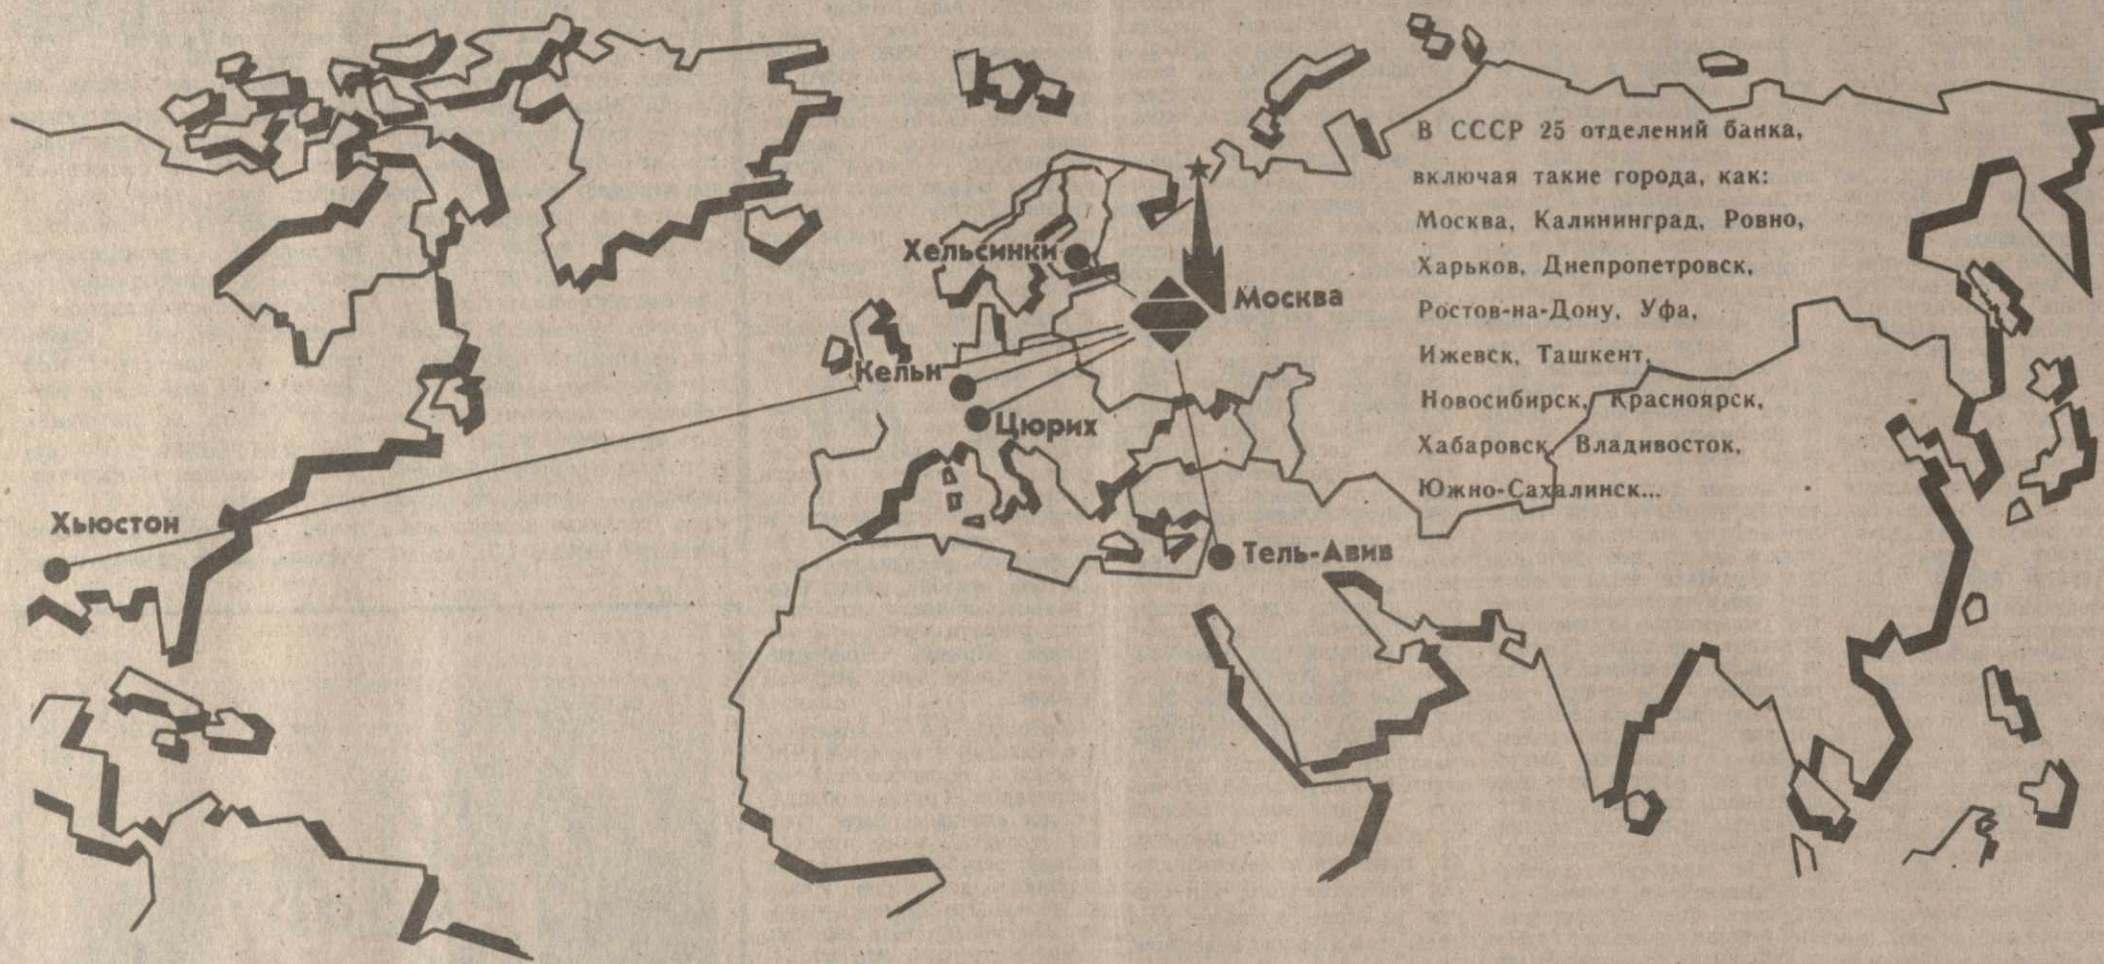 В СССР 25 отделений банка,
включая такие города, как:
Москва, Калининград, Ровно,
Харьков, Днепропетровск,
Ростов-на-Дону, Уфа,
Ижевск, Ташкент,
Новосибирск, Красноярск,
Хабаровск, Владивосток,
Южно-Сахалинск...
Хельсинки
Москва
Кельн
Цюрих
Хьюстон
Тель-Авив